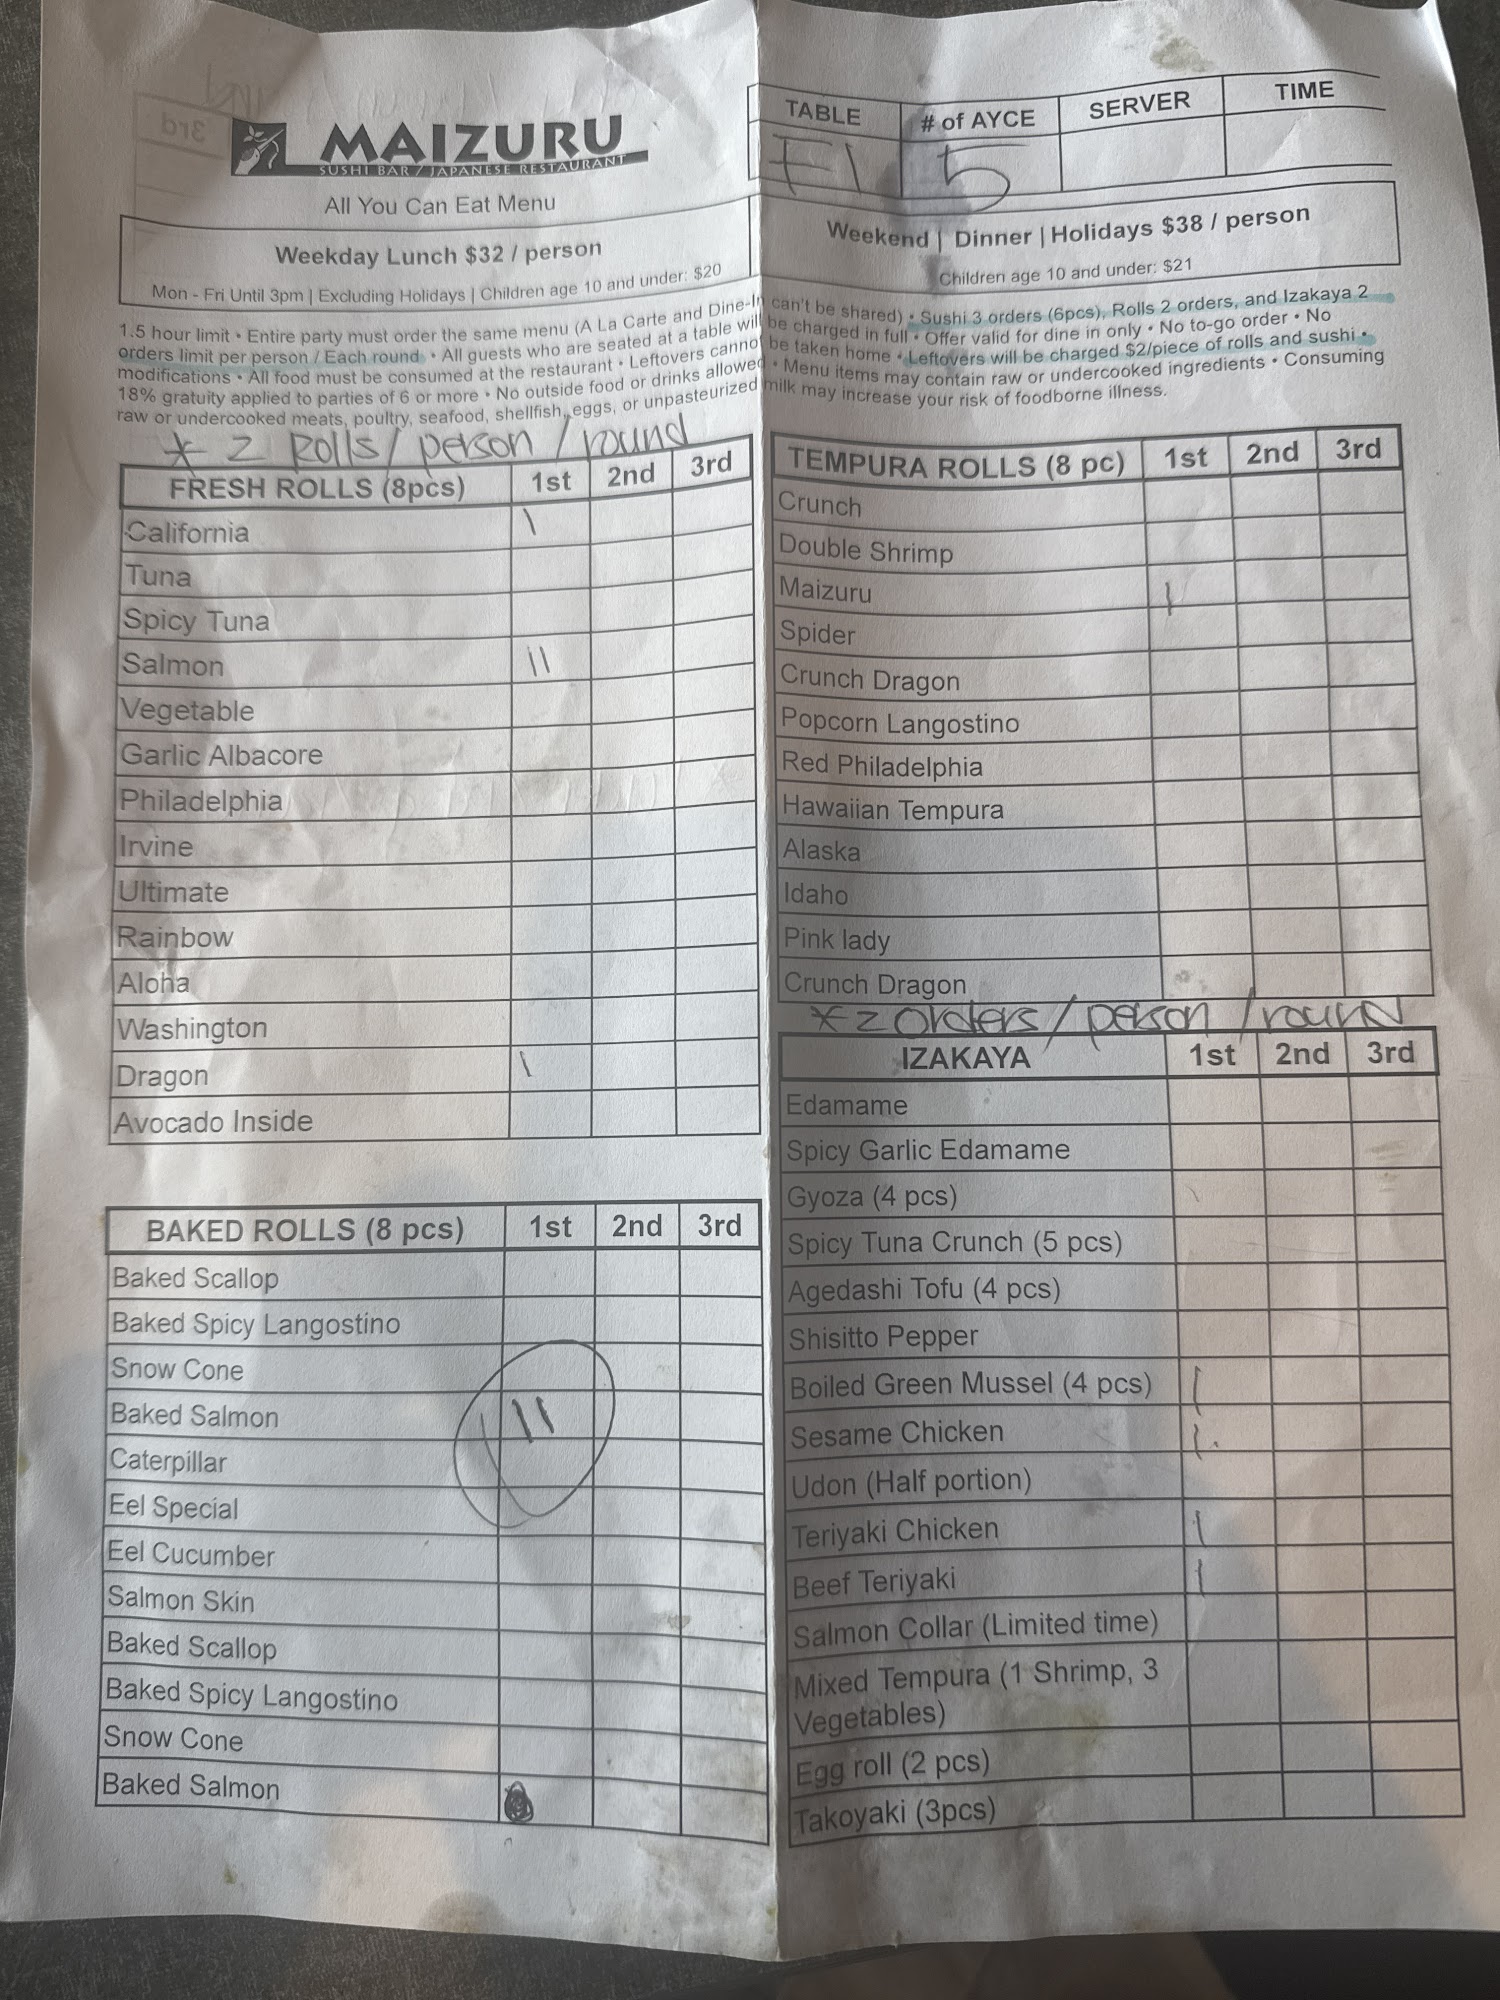 MAIZURU
SUSHI BAR / JAPANESE RESTAURANT
All You Can Eat Menu
TABLE # of AYCE SERVER TIME
F1 5
Weekday Lunch $32 / person
Mon - Fri Until 3pm | Excluding Holidays | Children age 10 and under: $20
Weekend | Dinner | Holidays $38 / person
Children age 10 and under: $21
1.5 hour limit • Entire party must order the same menu (A La Carte and Dine-In can't be shared) • Sushi 3 orders (6pcs), Rolls 2 orders, and Izakaya 2
orders limit per person / Each round • All guests who are seated at a table will be charged in full • Offer valid for dine in only • No to-go order • No
modifications • All food must be consumed at the restaurant • Leftovers cannot be taken home • Leftovers will be charged $2/piece of rolls and sushi •
18% gratuity applied to parties of 6 or more • No outside food or drinks allowed • Menu items may contain raw or undercooked ingredients • Consuming
raw or undercooked meats, poultry, seafood, shellfish, eggs, or unpasteurized milk may increase your risk of foodborne illness.
* 2 Rolls / person / round
FRESH ROLLS (8pcs) 1st 2nd 3rd
California \
Tuna
Spicy Tuna
Salmon \\
Vegetable
Garlic Albacore
Philadelphia
Irvine
Ultimate
Rainbow
Aloha
Washington
Dragon \
Avocado Inside
BAKED ROLLS (8 pcs) 1st 2nd 3rd
Baked Scallop
Baked Spicy Langostino
Snow Cone
Baked Salmon \\
Caterpillar
Eel Special
Eel Cucumber
Salmon Skin
Baked Scallop
Baked Spicy Langostino
Snow Cone
Baked Salmon
TEMPURA ROLLS (8 pc) 1st 2nd 3rd
Crunch
Double Shrimp
Maizuru |
Spider
Crunch Dragon
Popcorn Langostino
Red Philadelphia
Hawaiian Tempura
Alaska
Idaho
Pink lady
Crunch Dragon
* 2 orders / person / round
IZAKAYA 1st 2nd 3rd
Edamame
Spicy Garlic Edamame
Gyoza (4 pcs) \
Spicy Tuna Crunch (5 pcs)
Agedashi Tofu (4 pcs)
Shisitto Pepper
Boiled Green Mussel (4 pcs) |
Sesame Chicken |
Udon (Half portion)
Teriyaki Chicken |
Beef Teriyaki |
Salmon Collar (Limited time)
Mixed Tempura (1 Shrimp, 3
Vegetables)
Egg roll (2 pcs)
Takoyaki (3pcs)